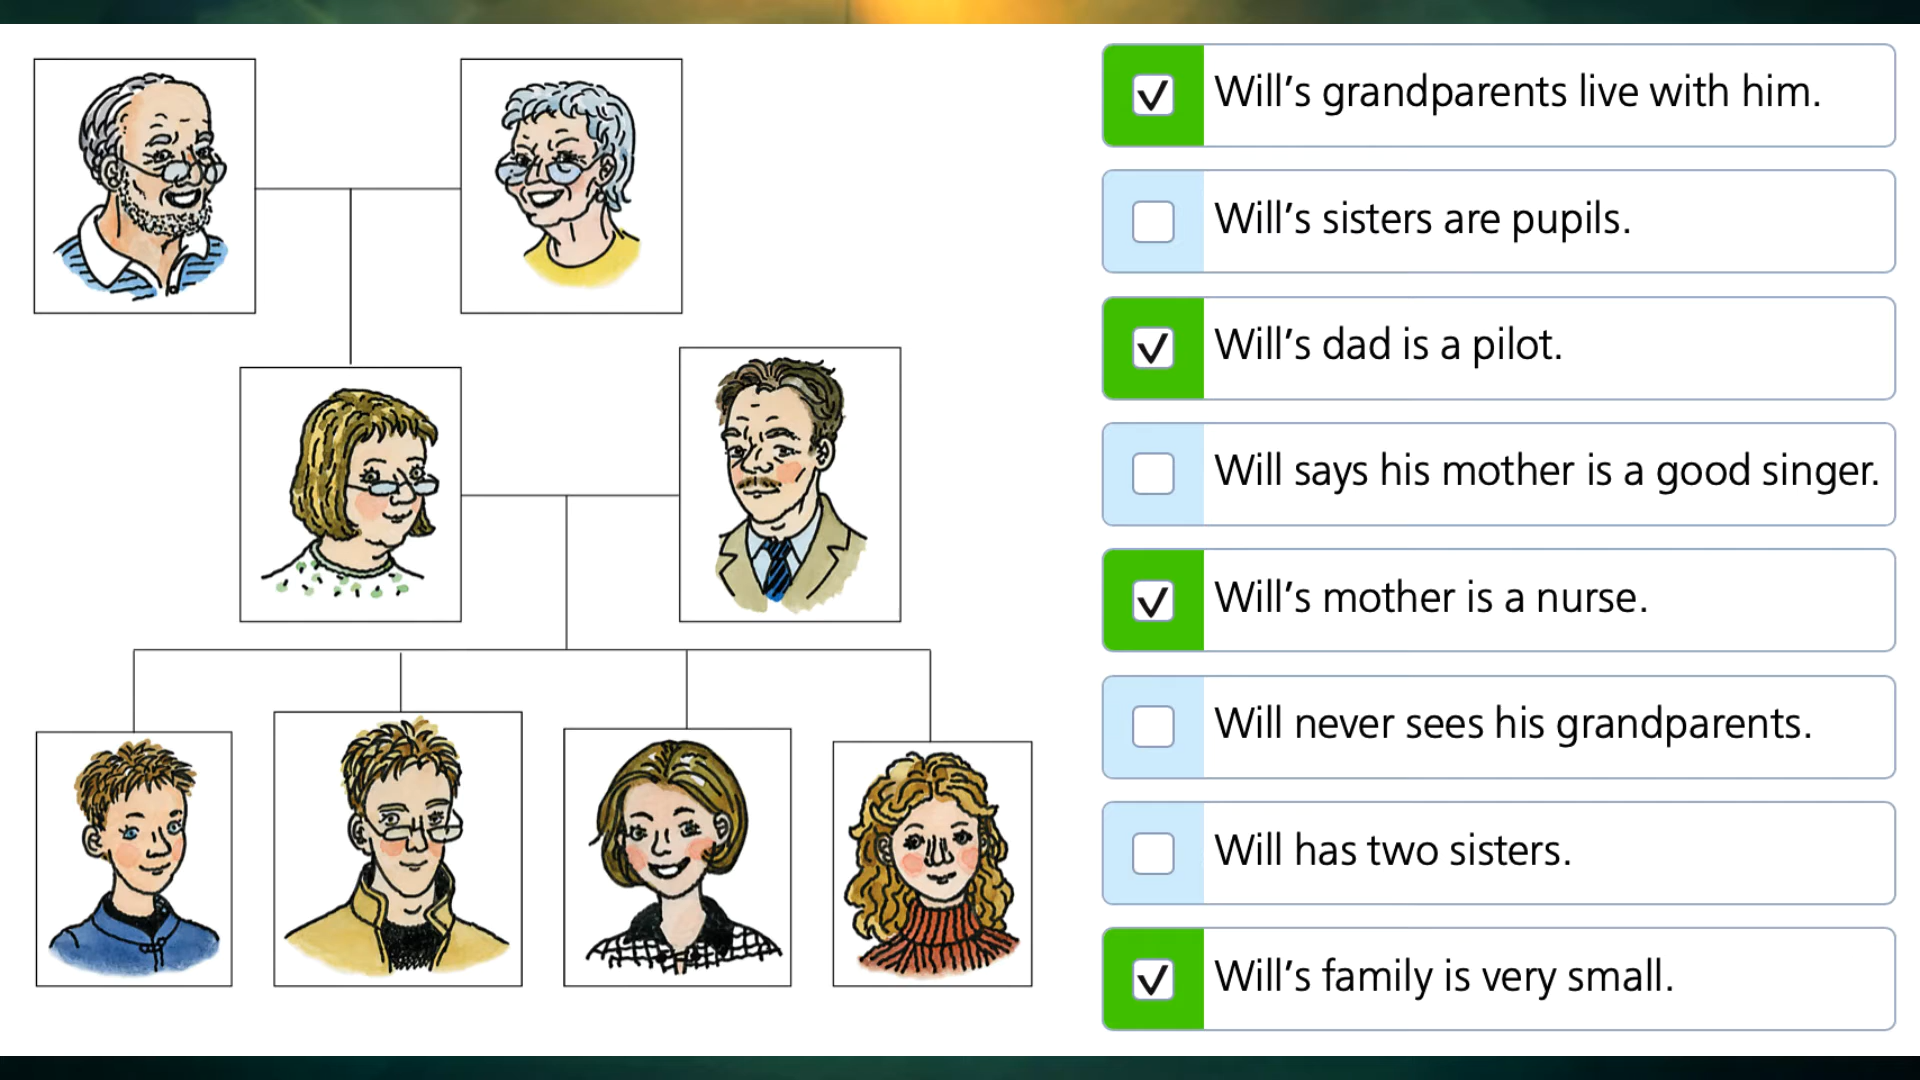 Will's grandparents live with him.
Will's sisters are pupils.
Will's dad is a pilot.
Will says his mother is a good singer.
Will's mother is a nurse.
Will never sees his grandparents.
Will has two sisters.
Will's family is very small.